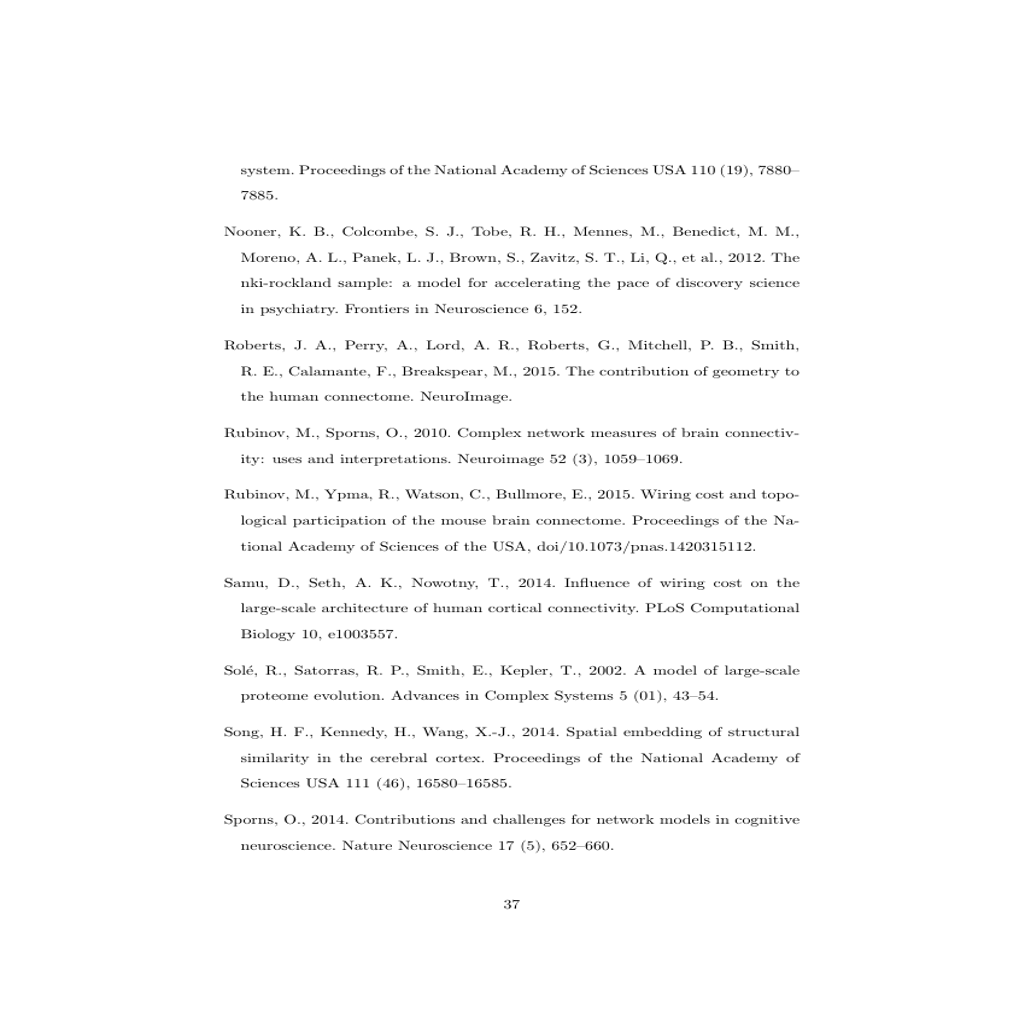 system. Proceedings of the National Academy of Sciences USA 110 (19), 7880–
7885.
Nooner, K. B., Colcombe, S. J., Tobe, R. H., Mennes, M., Benedict, M. M.,
Moreno, A. L., Panek, L. J., Brown, S., Zavitz, S. T., Li, Q., et al., 2012. The
nki-rockland sample: a model for accelerating the pace of discovery science
in psychiatry. Frontiers in Neuroscience 6, 152.
Roberts, J. A., Perry, A., Lord, A. R., Roberts, G., Mitchell, P. B., Smith,
R. E., Calamante, F., Breakspear, M., 2015. The contribution of geometry to
the human connectome. NeuroImage.
Rubinov, M., Sporns, O., 2010. Complex network measures of brain connectiv-
ity: uses and interpretations. Neuroimage 52 (3), 1059–1069.
Rubinov, M., Ypma, R., Watson, C., Bullmore, E., 2015. Wiring cost and topo-
logical participation of the mouse brain connectome. Proceedings of the Na-
tional Academy of Sciences of the USA, doi/10.1073/pnas.1420315112.
Samu, D., Seth, A. K., Nowotny, T., 2014. Influence of wiring cost on the
large-scale architecture of human cortical connectivity. PLoS Computational
Biology 10, e1003557.
Solé, R., Satorras, R. P., Smith, E., Kepler, T., 2002. A model of large-scale
proteome evolution. Advances in Complex Systems 5 (01), 43–54.
Song, H. F., Kennedy, H., Wang, X.-J., 2014. Spatial embedding of structural
similarity in the cerebral cortex. Proceedings of the National Academy of
Sciences USA 111 (46), 16580–16585.
Sporns, O., 2014. Contributions and challenges for network models in cognitive
neuroscience. Nature Neuroscience 17 (5), 652–660.
37